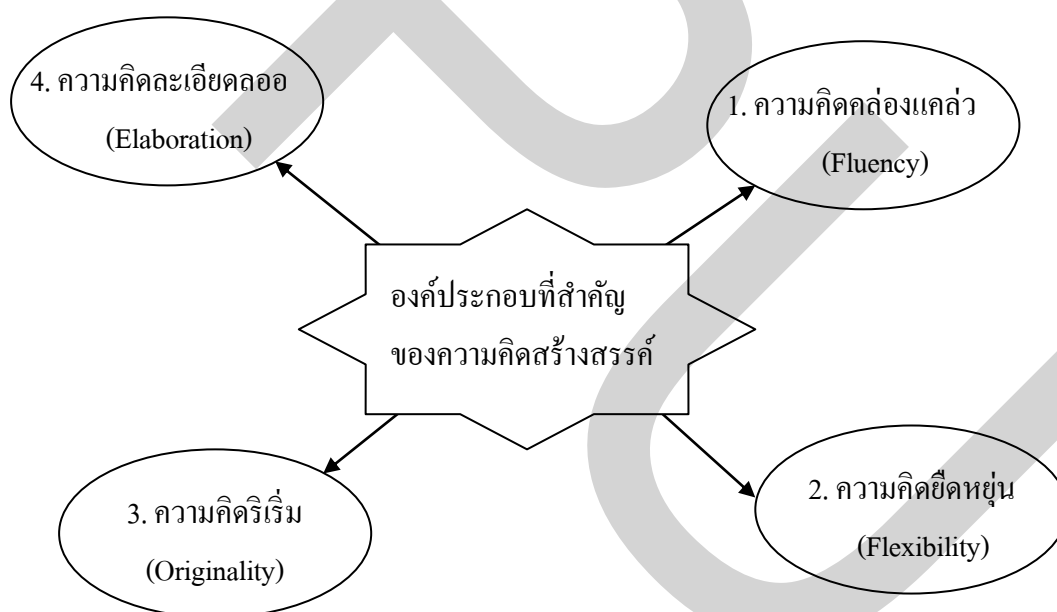 4. ความคิดละเอียดลออ
(Elaboration)
1. ความคิดคล่องแคล่ว
(Fluency)
องค์ประกอบที่สำคัญ
ของความคิดสร้างสรรค์
3. ความคิดริเริ่ม
(Originality)
2. ความคิดยืดหยุ่น
(Flexibility)